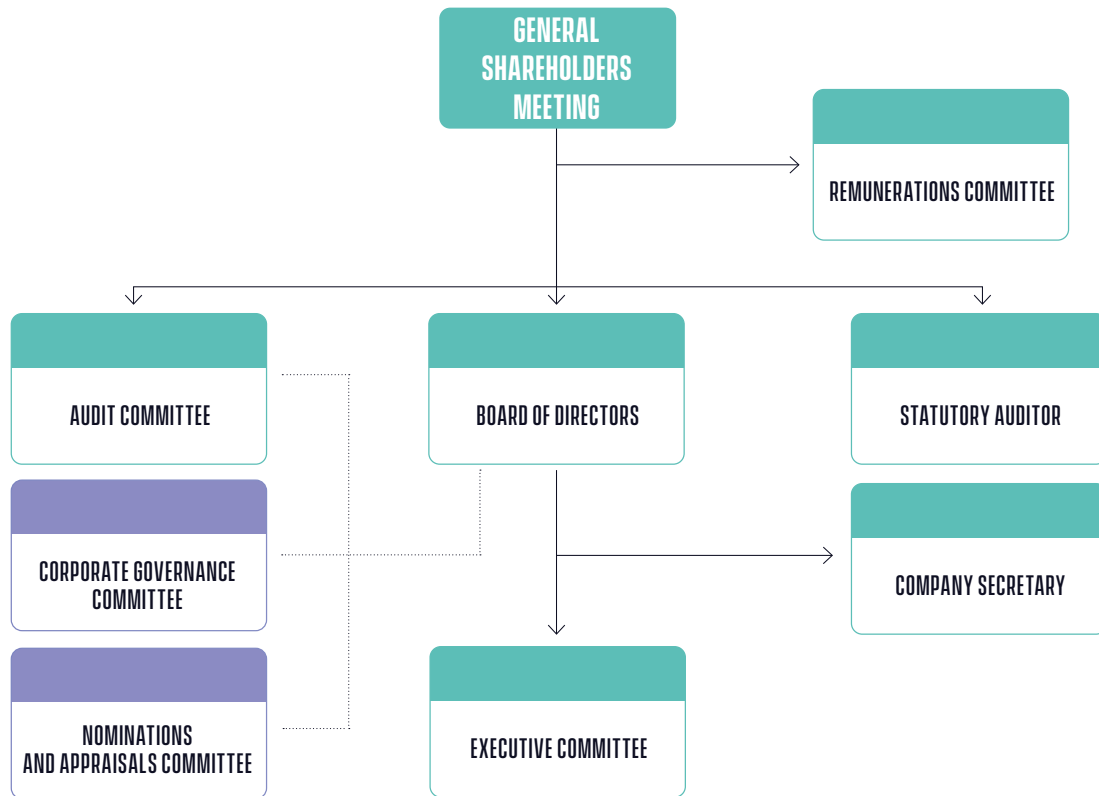 GENERAL
SHAREHOLDERS
MEETING
REMUNERATIONS COMMITTEE
AUDIT COMMITTEE
BOARD OF DIRECTORS
STATUTORY AUDITOR
CORPORATE GOVERNANCE
COMMITTEE
COMPANY SECRETARY
NOMINATIONS
AND APPRAISALS COMMITTEE
EXECUTIVE COMMITTEE